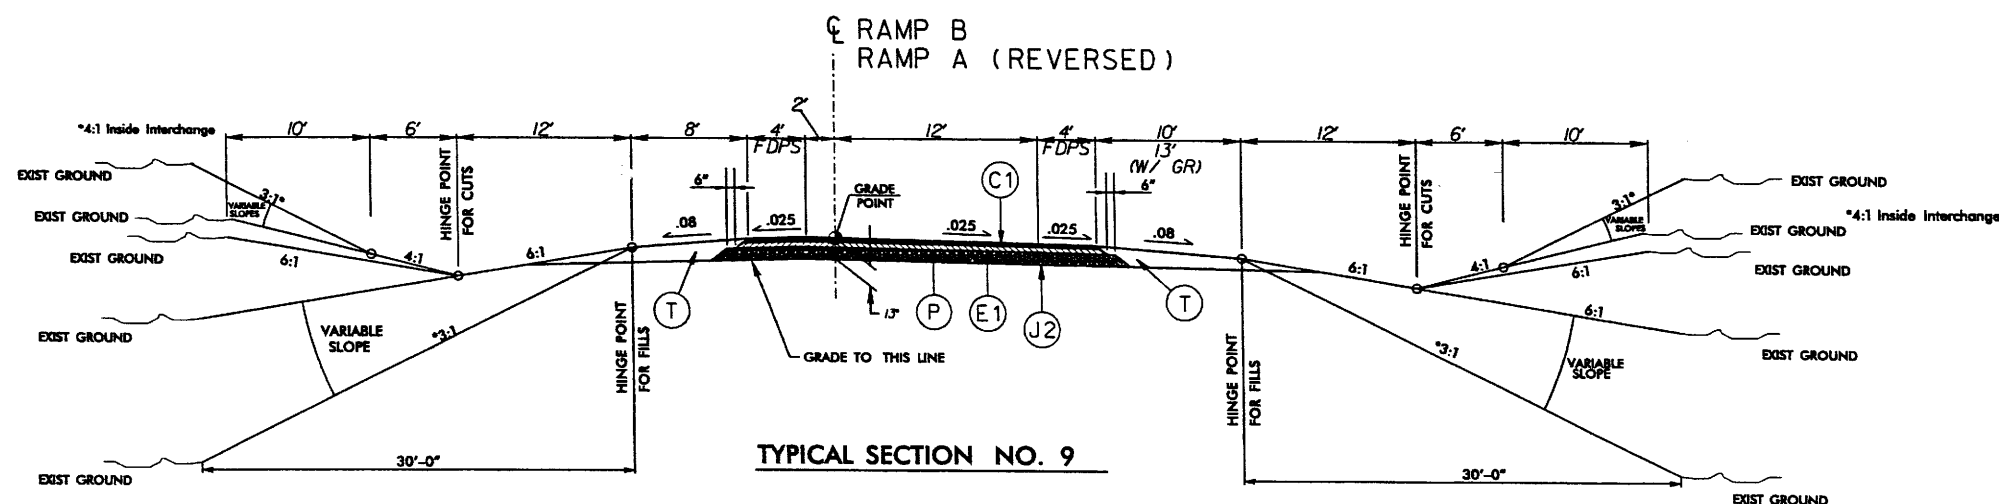 ℄ RAMP B
RAMP A (REVERSED)
*4:1 Inside Interchange
10'
6'
12'
8'
4'
FDPS
2'
12'
4'
FDPS
10'
13'
(W/ GR)
12'
6'
10'
EXIST GROUND
EXIST GROUND
EXIST GROUND
EXIST GROUND
EXIST GROUND
3:1*
VARIABLE
SLOPES
4:1
6:1
HINGE POINT
FOR CUTS
6:1
.08
6"
.025
GRADE
POINT
.025
C1
.025
6"
.08
HINGE POINT
FOR CUTS
6:1
4:1
6:1
3:1*
VARIABLE
SLOPES
*4:1 Inside Interchange
EXIST GROUND
EXIST GROUND
EXIST GROUND
6:1
EXIST GROUND
EXIST GROUND
VARIABLE
SLOPE
*3:1
HINGE POINT
FOR FILLS
T
GRADE TO THIS LINE
13"
P
E1
J2
T
HINGE POINT
FOR FILLS
*3:1
VARIABLE
SLOPE
30'-0"
30'-0"
TYPICAL SECTION NO. 9